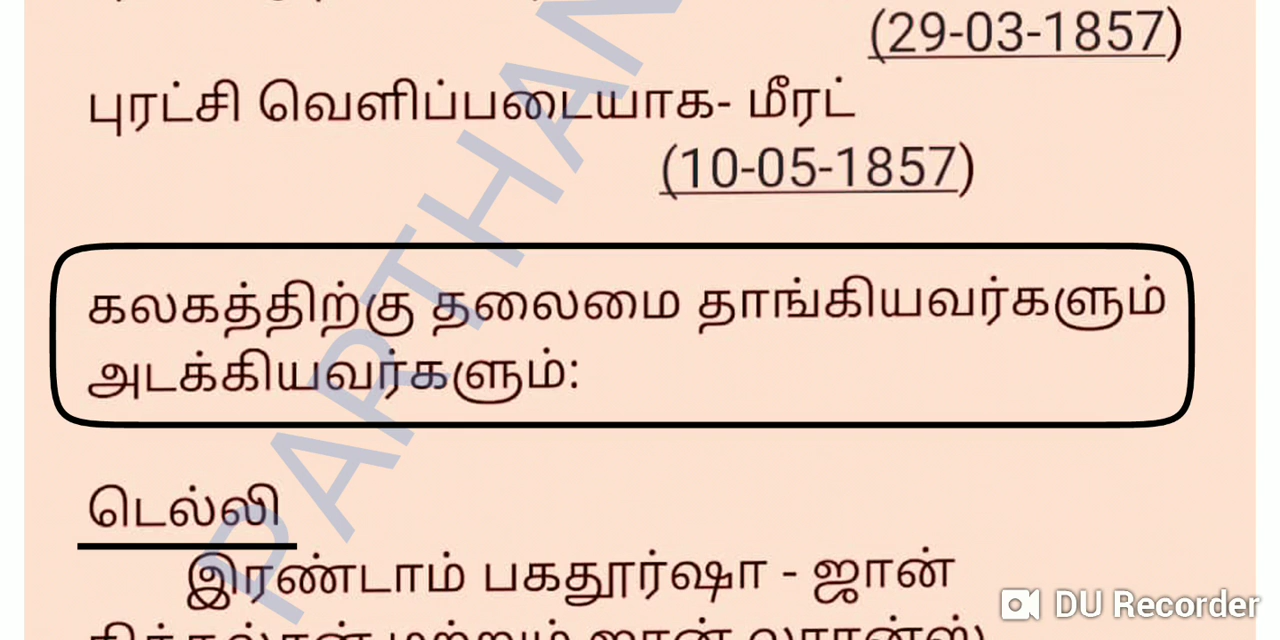 (29-03-1857)
புரட்சி வெளிப்படையாக- மீரட்
(10-05-1857)
கலகத்திற்கு தலைமை தாங்கியவர்களும்
அடக்கியவர்களும்:
டெல்லி
இரண்டாம் பகதூர்ஷா - ஜான்
PARTHAN
DU Recorder